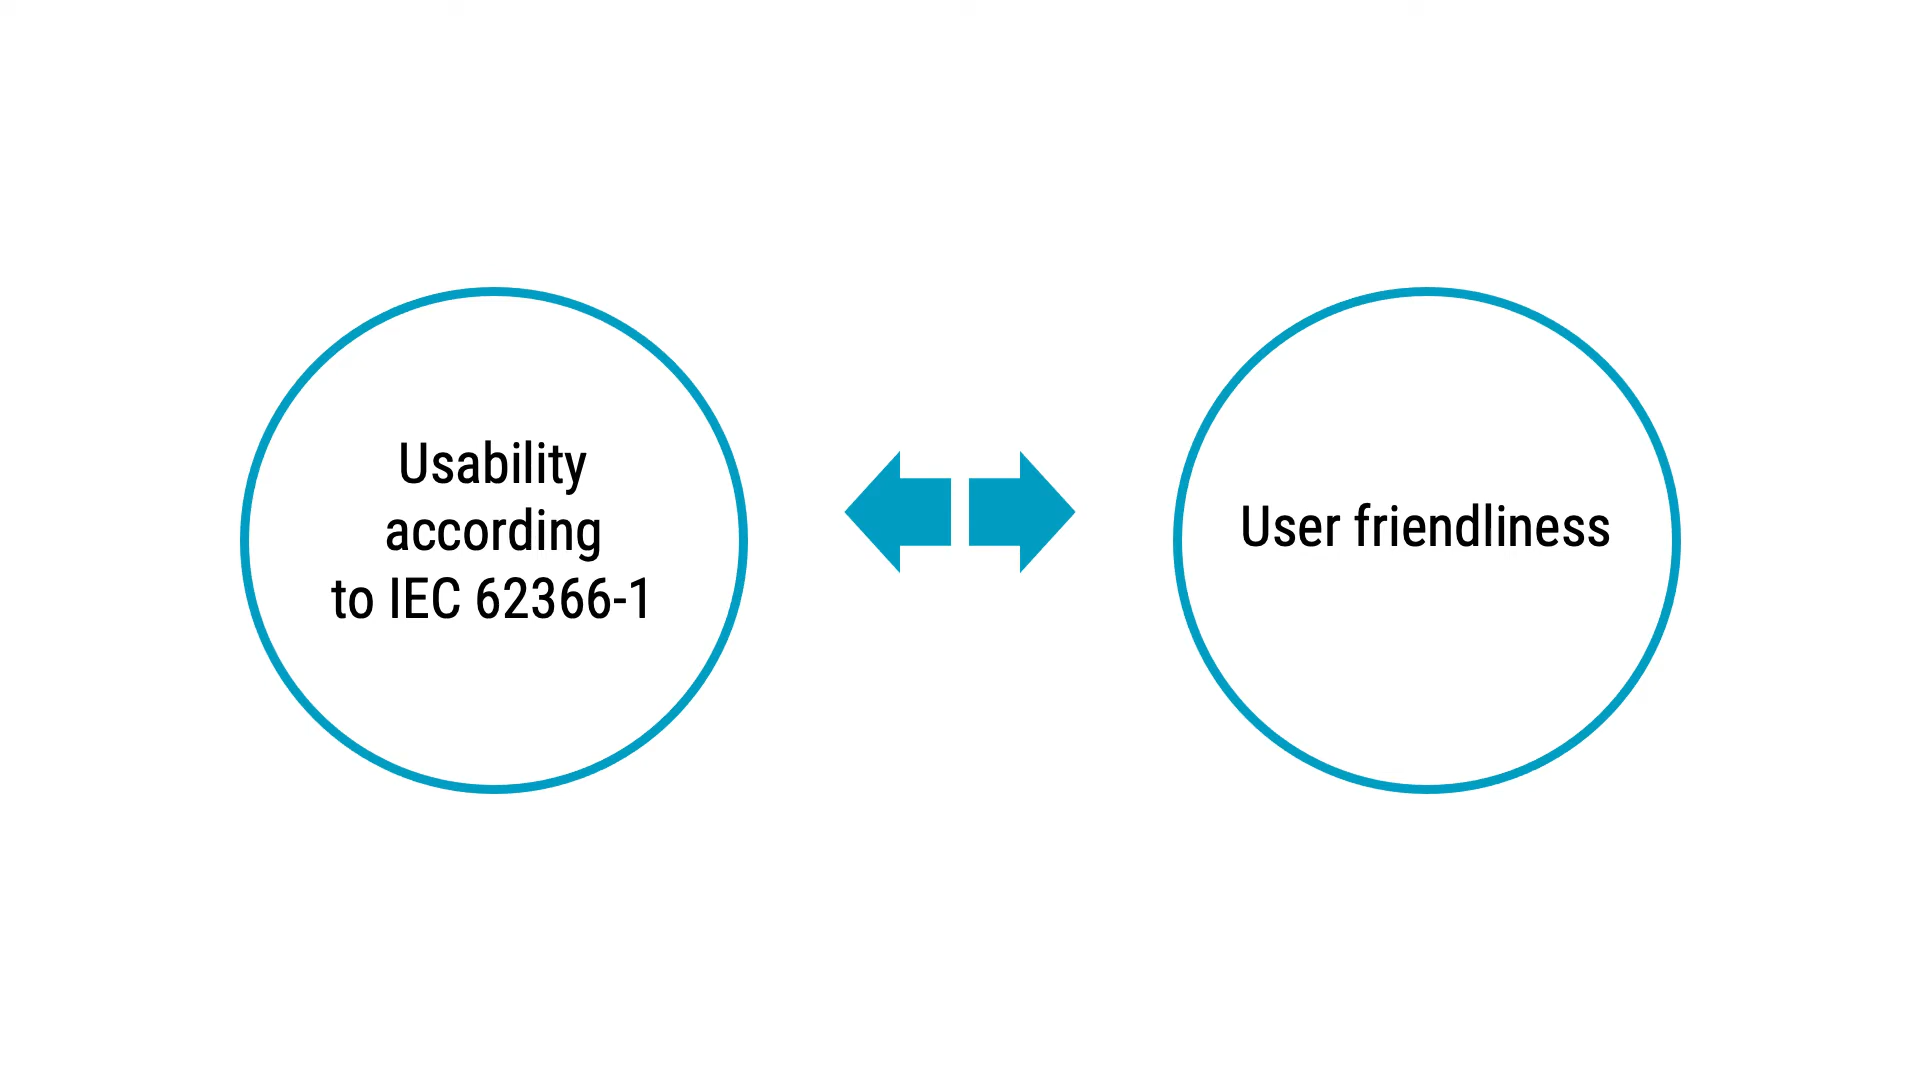 Usability
according
to IEC 62366-1
User friendliness